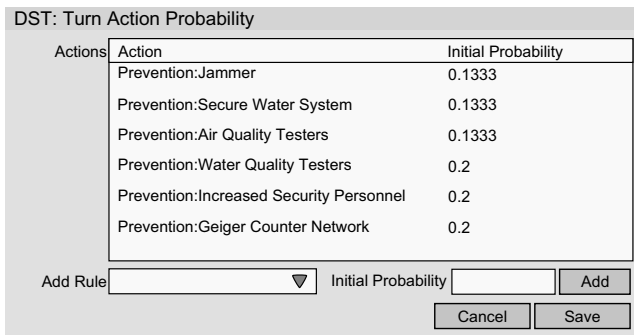 DST: Turn Action Probability
Actions Action Initial Probability
Prevention:Jammer 0.1333
Prevention:Secure Water System 0.1333
Prevention:Air Quality Testers 0.1333
Prevention:Water Quality Testers 0.2
Prevention:Increased Security Personnel 0.2
Prevention:Geiger Counter Network 0.2
Add Rule Initial Probability Add
Cancel Save